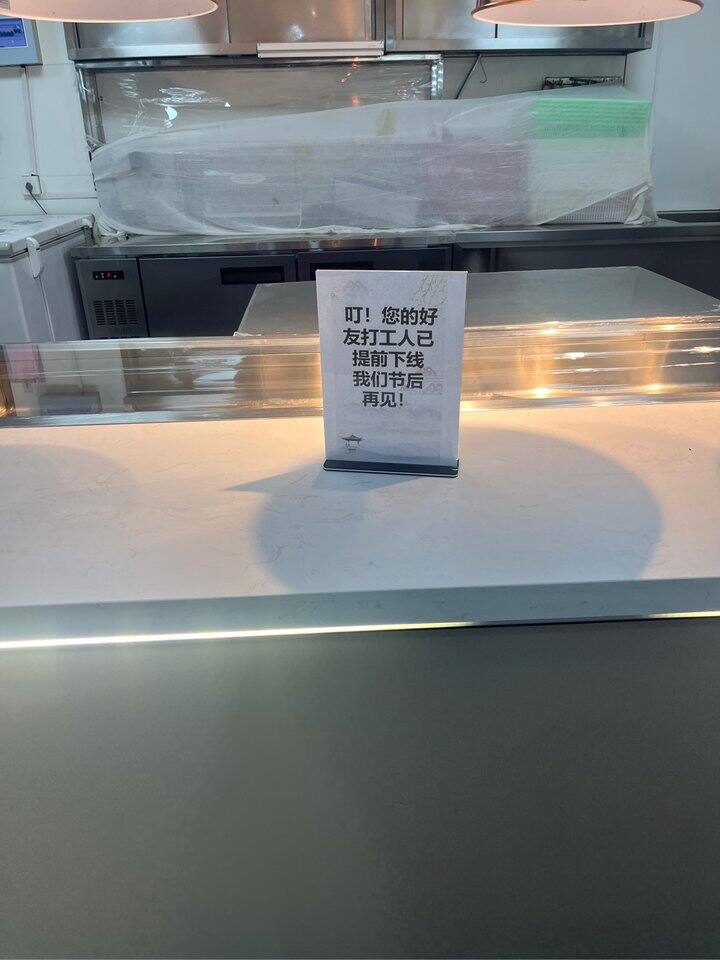 叮！您的好
友打工人已
提前下线
我们节后
再见！